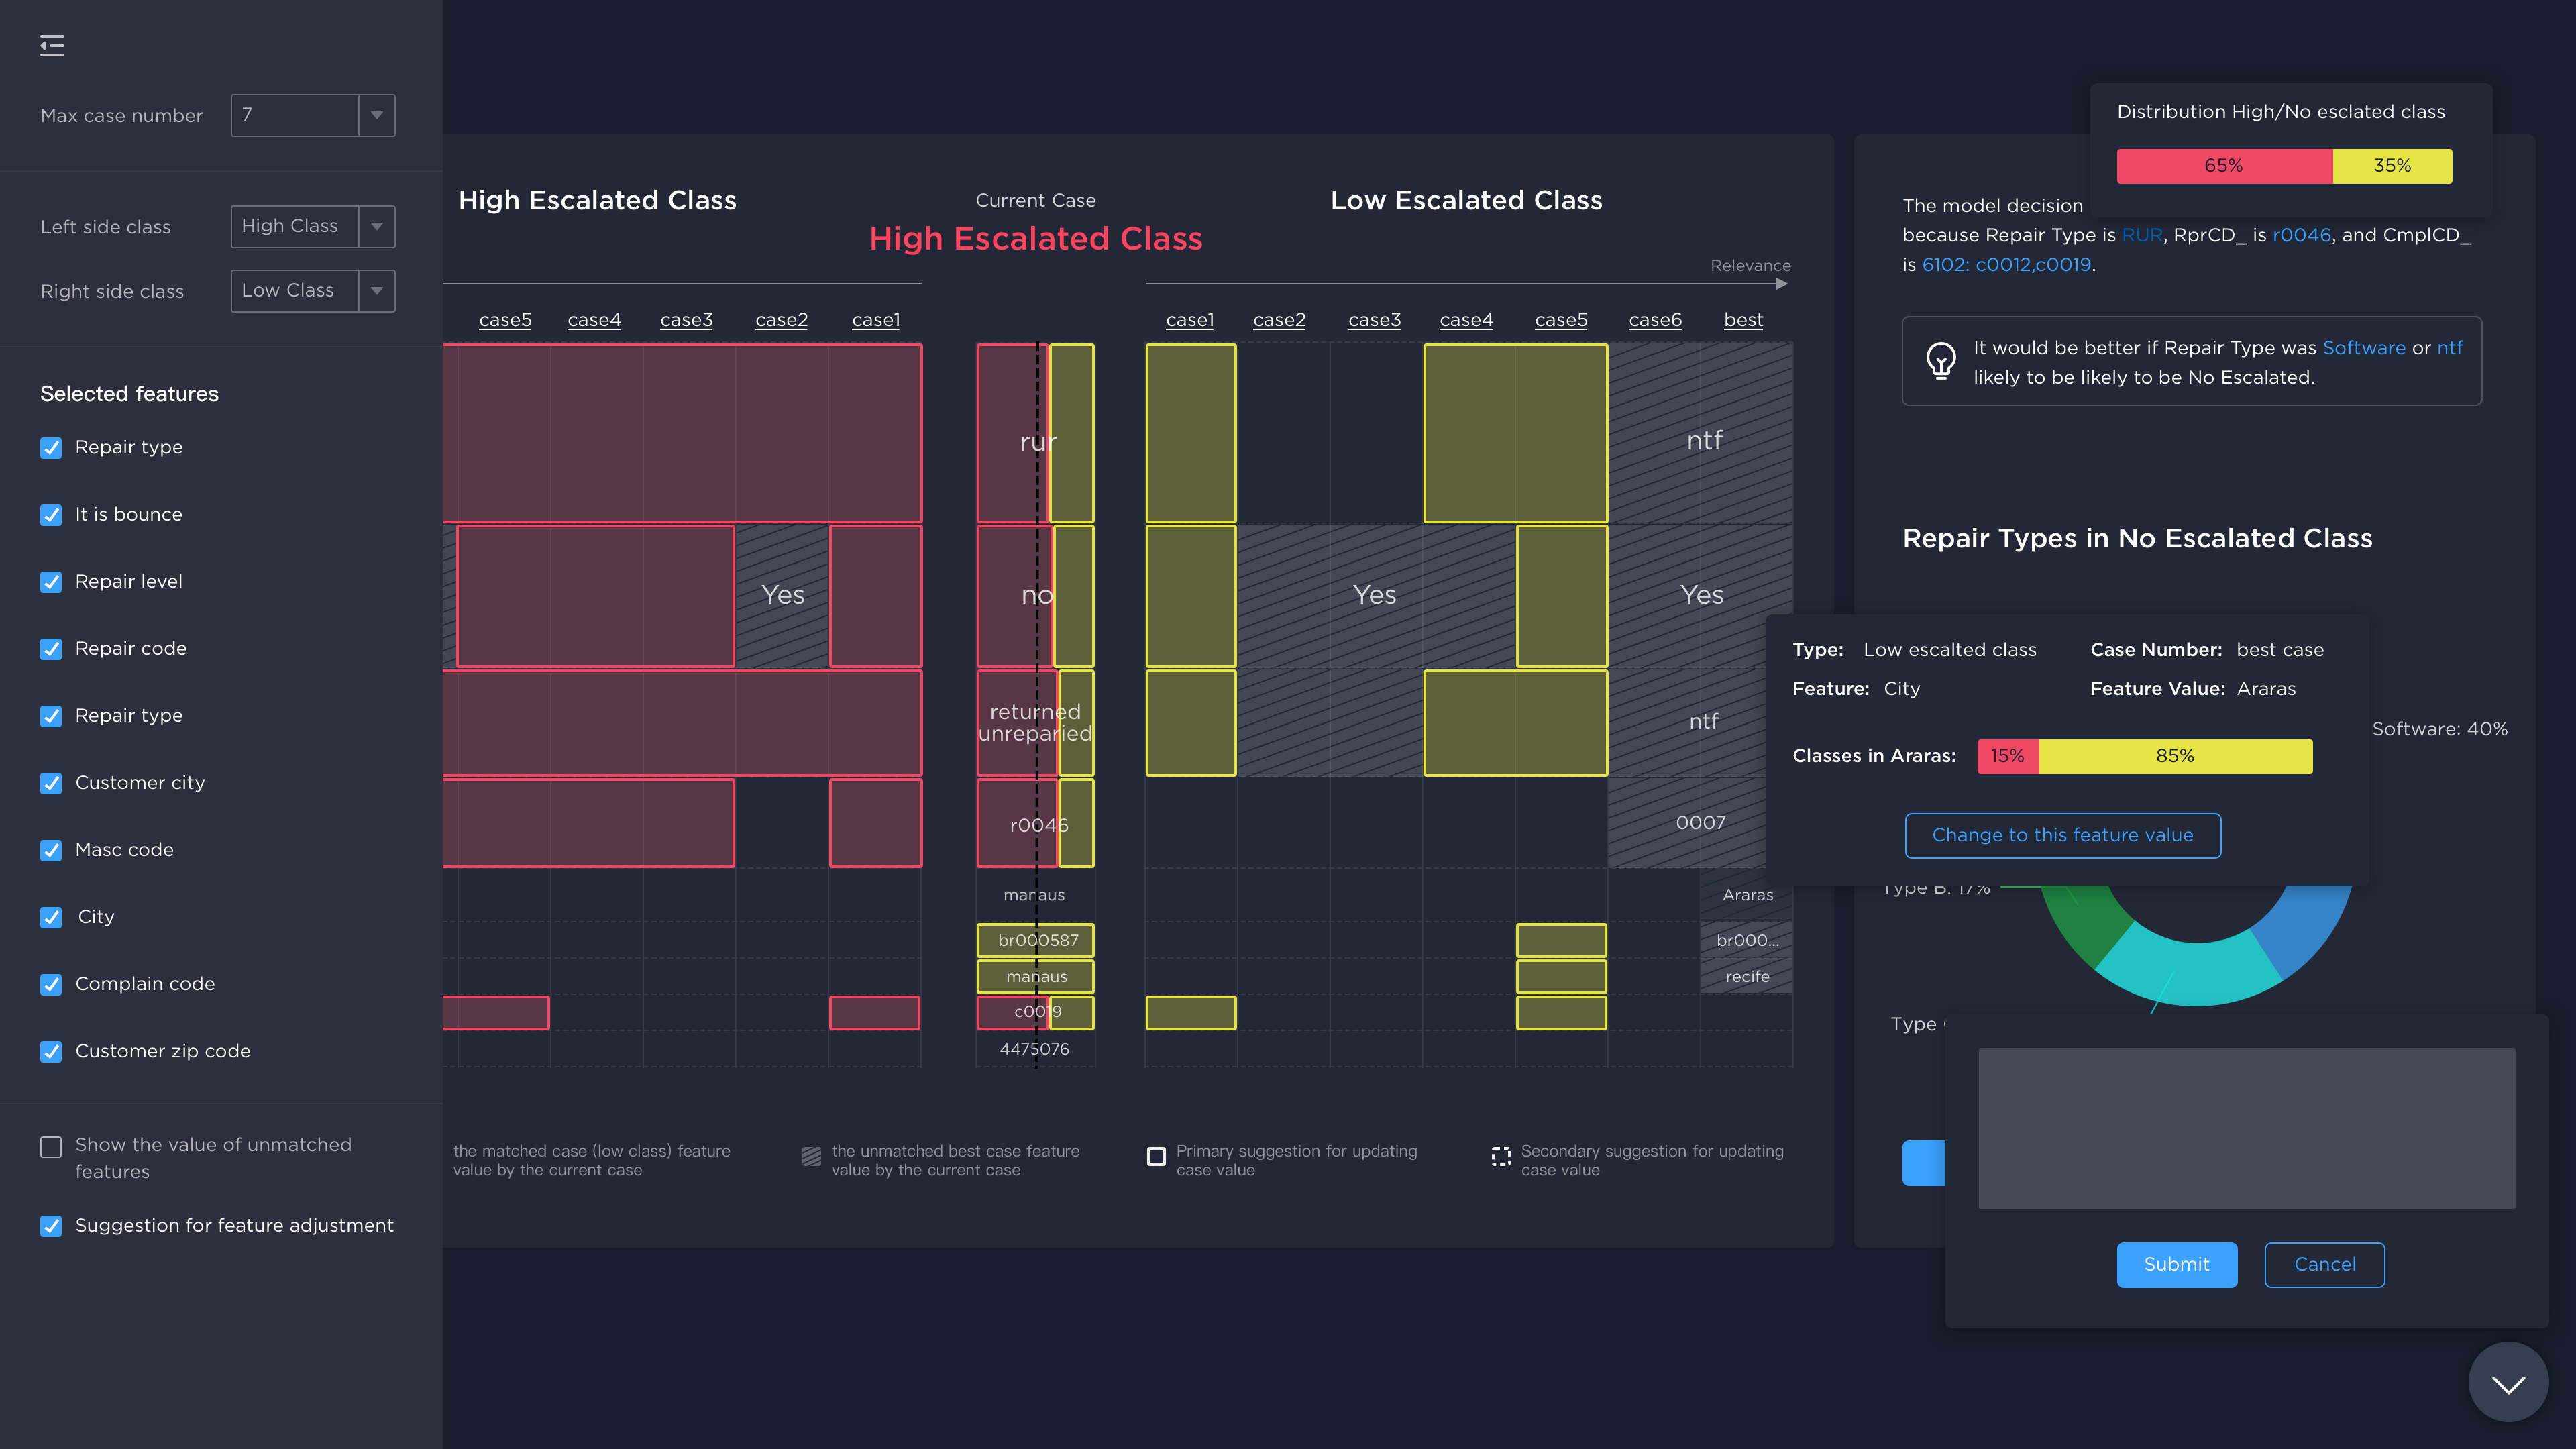 Max case number
7
Left side class
High Class
Right side class
Low Class
Selected features
Repair type
It is bounce
Repair level
Repair code
Repair type
Customer city
Masc code
City
Complain code
Customer zip code
Show the value of unmatched
features
Suggestion for feature adjustment
High Escalated Class
Current Case
High Escalated Class
Low Escalated Class
Relevance
case5 case4 case3 case2 case1
case1 case2 case3 case4 case5 case6 best
rur
ntf
Yes
no
Yes
Yes
returned
unreparied
ntf
r0046
0007
manaus
Araras
br000587
br000...
manaus
recife
c0019
4475076
the matched case (low class) feature
value by the current case
the unmatched best case feature
value by the current case
Primary suggestion for updating
case value
Secondary suggestion for updating
case value
Distribution High/No esclated class
65% 35%
The model decision
because Repair Type is RUR, RprCD_ is r0046, and CmplCD_
is 6102: c0012,c0019.
It would be better if Repair Type was Software or ntf
likely to be likely to be No Escalated.
Repair Types in No Escalated Class
Type: Low escalted class
Case Number: best case
Feature: City
Feature Value: Araras
Classes in Araras: 15% 85%
Change to this feature value
Software: 40%
Type B: 17%
Type
Submit
Cancel